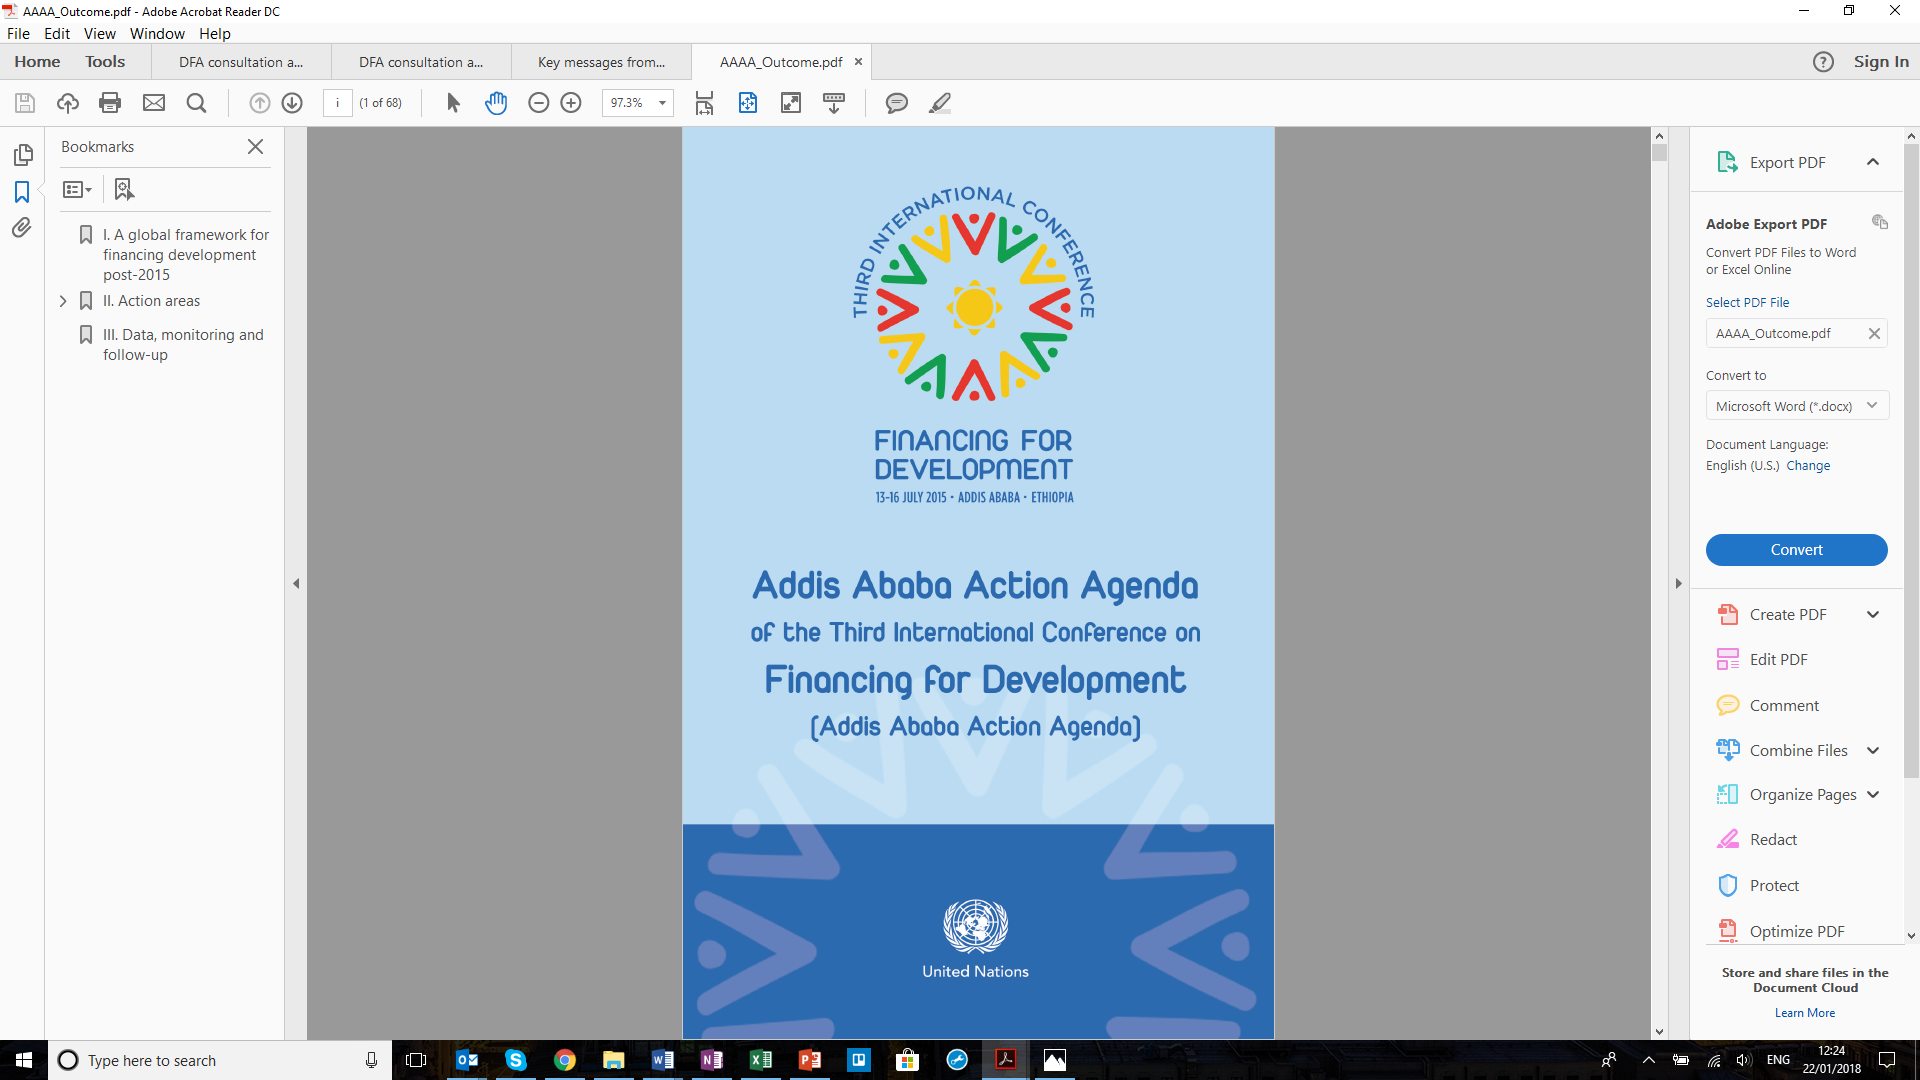 AAAA_Outcome.pdf - Adobe Acrobat Reader DC
File Edit View Window Help
Home Tools DFA consultation a... DFA consultation a... Key messages from... AAAA_Outcome.pdf Sign In
i (1 of 68) 97.3%
Bookmarks
I. A global framework for
financing development
post-2015
II. Action areas
III. Data, monitoring and
follow-up
THIRD INTERNATIONAL CONFERENCE
FINANCING FOR
DEVELOPMENT
13-16 JULY 2015 • ADDIS ABABA • ETHIOPIA
Addis Ababa Action Agenda
of the Third International Conference on
Financing for Development
(Addis Ababa Action Agenda)
United Nations
Export PDF
Adobe Export PDF
Convert PDF Files to Word
or Excel Online
Select PDF File
AAAA_Outcome.pdf
Convert to
Microsoft Word (*.docx)
Document Language:
English (U.S.) Change
Convert
Create PDF
Edit PDF
Comment
Combine Files
Organize Pages
Redact
Protect
Optimize PDF
Store and share files in the
Document Cloud
Learn More
Type here to search
ENG
12:24
22/01/2018